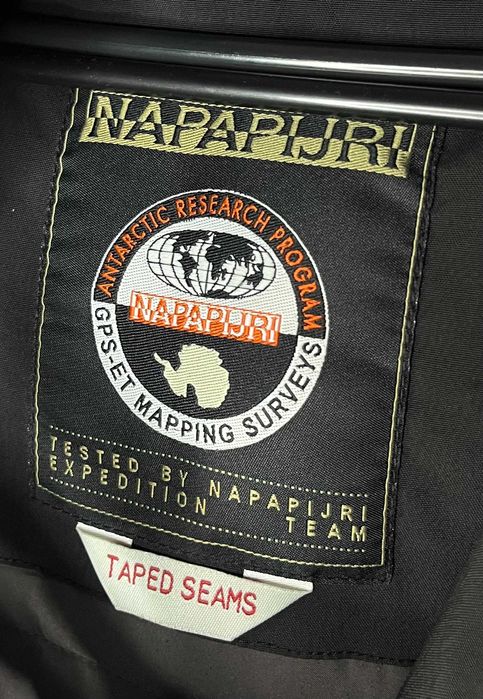 NAPAPIJRI
ANTARCTIC RESEARCH PROGRAM
NAPAPIJRI
GPS-ET MAPPING SURVEYS
TESTED BY NAPAPIJRI
EXPEDITION TEAM
TAPED SEAMS